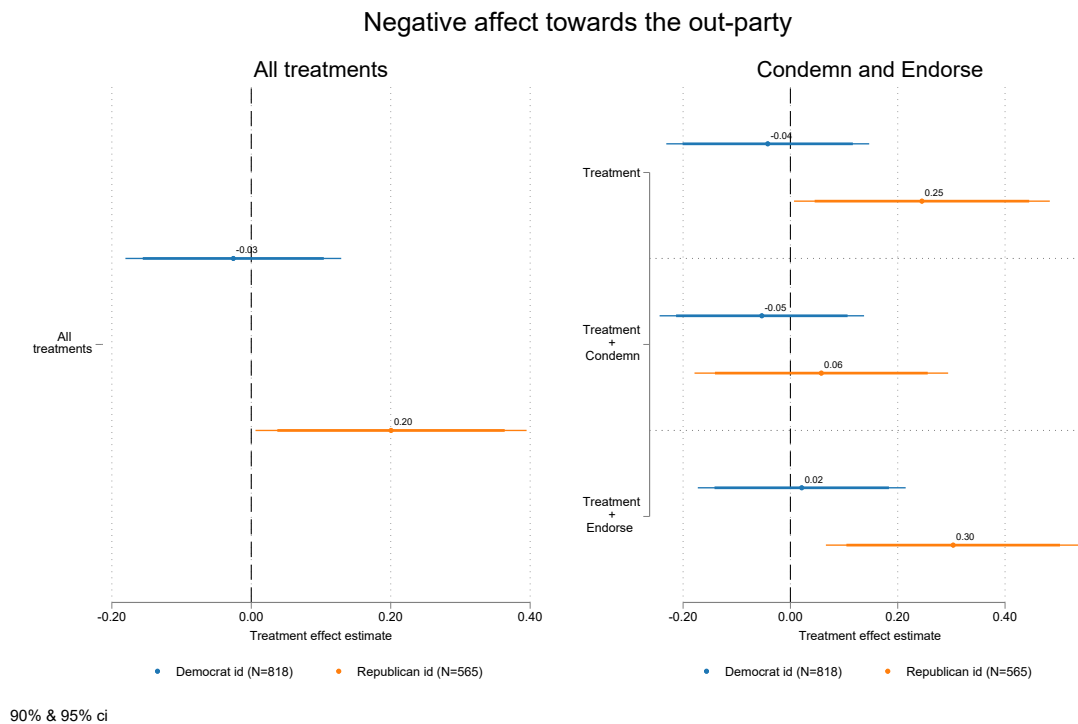 Negative affect towards the out-party
All treatments
-0.03
All
treatments
0.20
-0.20
0.00
0.20
0.40
Treatment effect estimate
Democrat id (N=818)
Republican id (N=565)
Condemn and Endorse
-0.04
Treatment
0.25
-0.05
Treatment
+
Condemn
0.06
0.02
Treatment
+
Endorse
0.30
-0.20
0.00
0.20
0.40
Treatment effect estimate
Democrat id (N=818)
Republican id (N=565)
90% & 95% ci